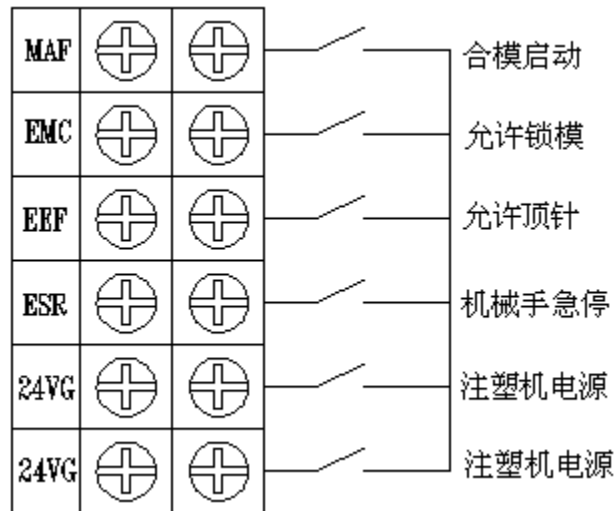 MAF 合模启动
EMC 允许锁模
EEF 允许顶针
ESR 机械手急停
24VG 注塑机电源
24VG 注塑机电源